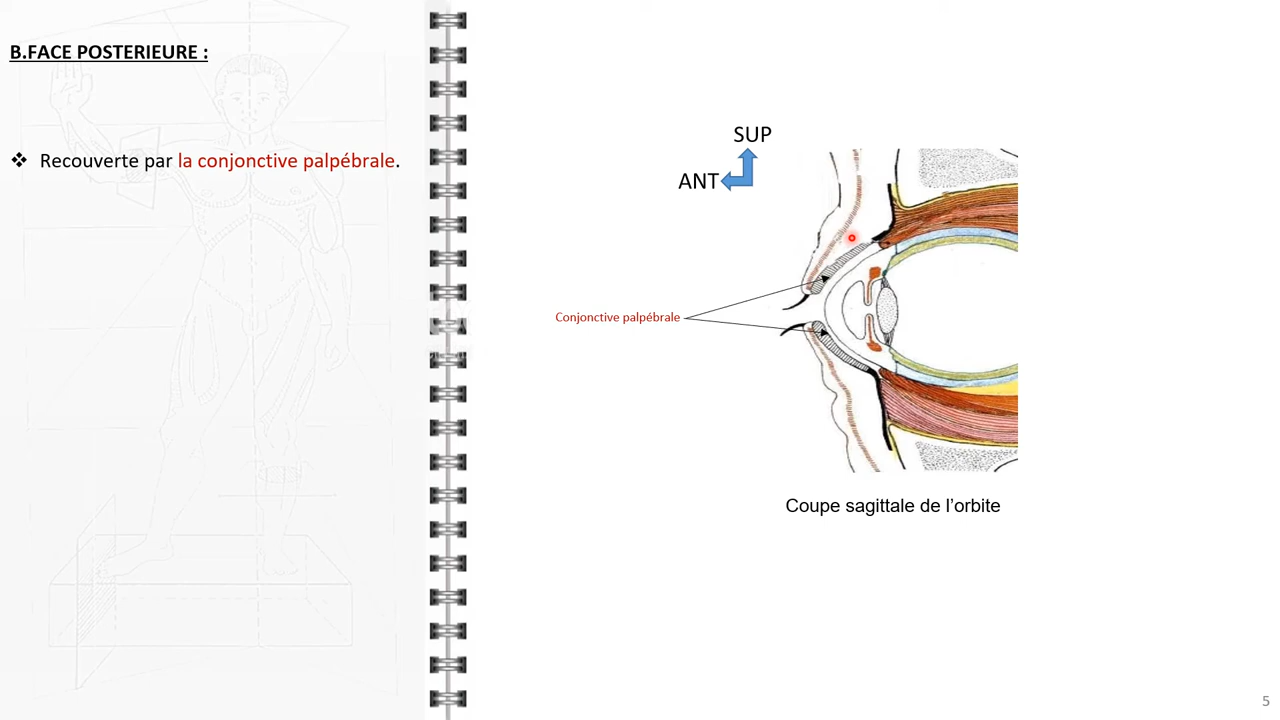 B.FACE POSTERIEURE :
❖ Recouverte par la conjonctive palpébrale.
SUP
ANT
Conjonctive palpébrale
Coupe sagittale de l’orbite
5